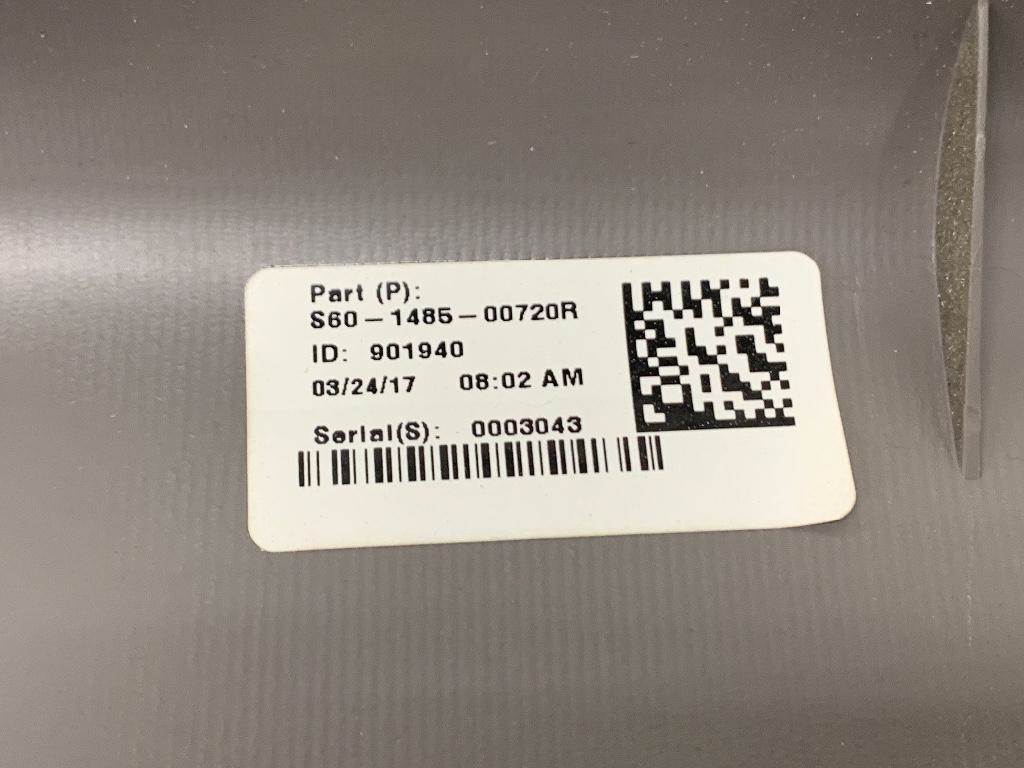 Part (P):
S60-1485-00720R
ID: 901940
03/24/17 08:02 AM
Serial(S): 0003043